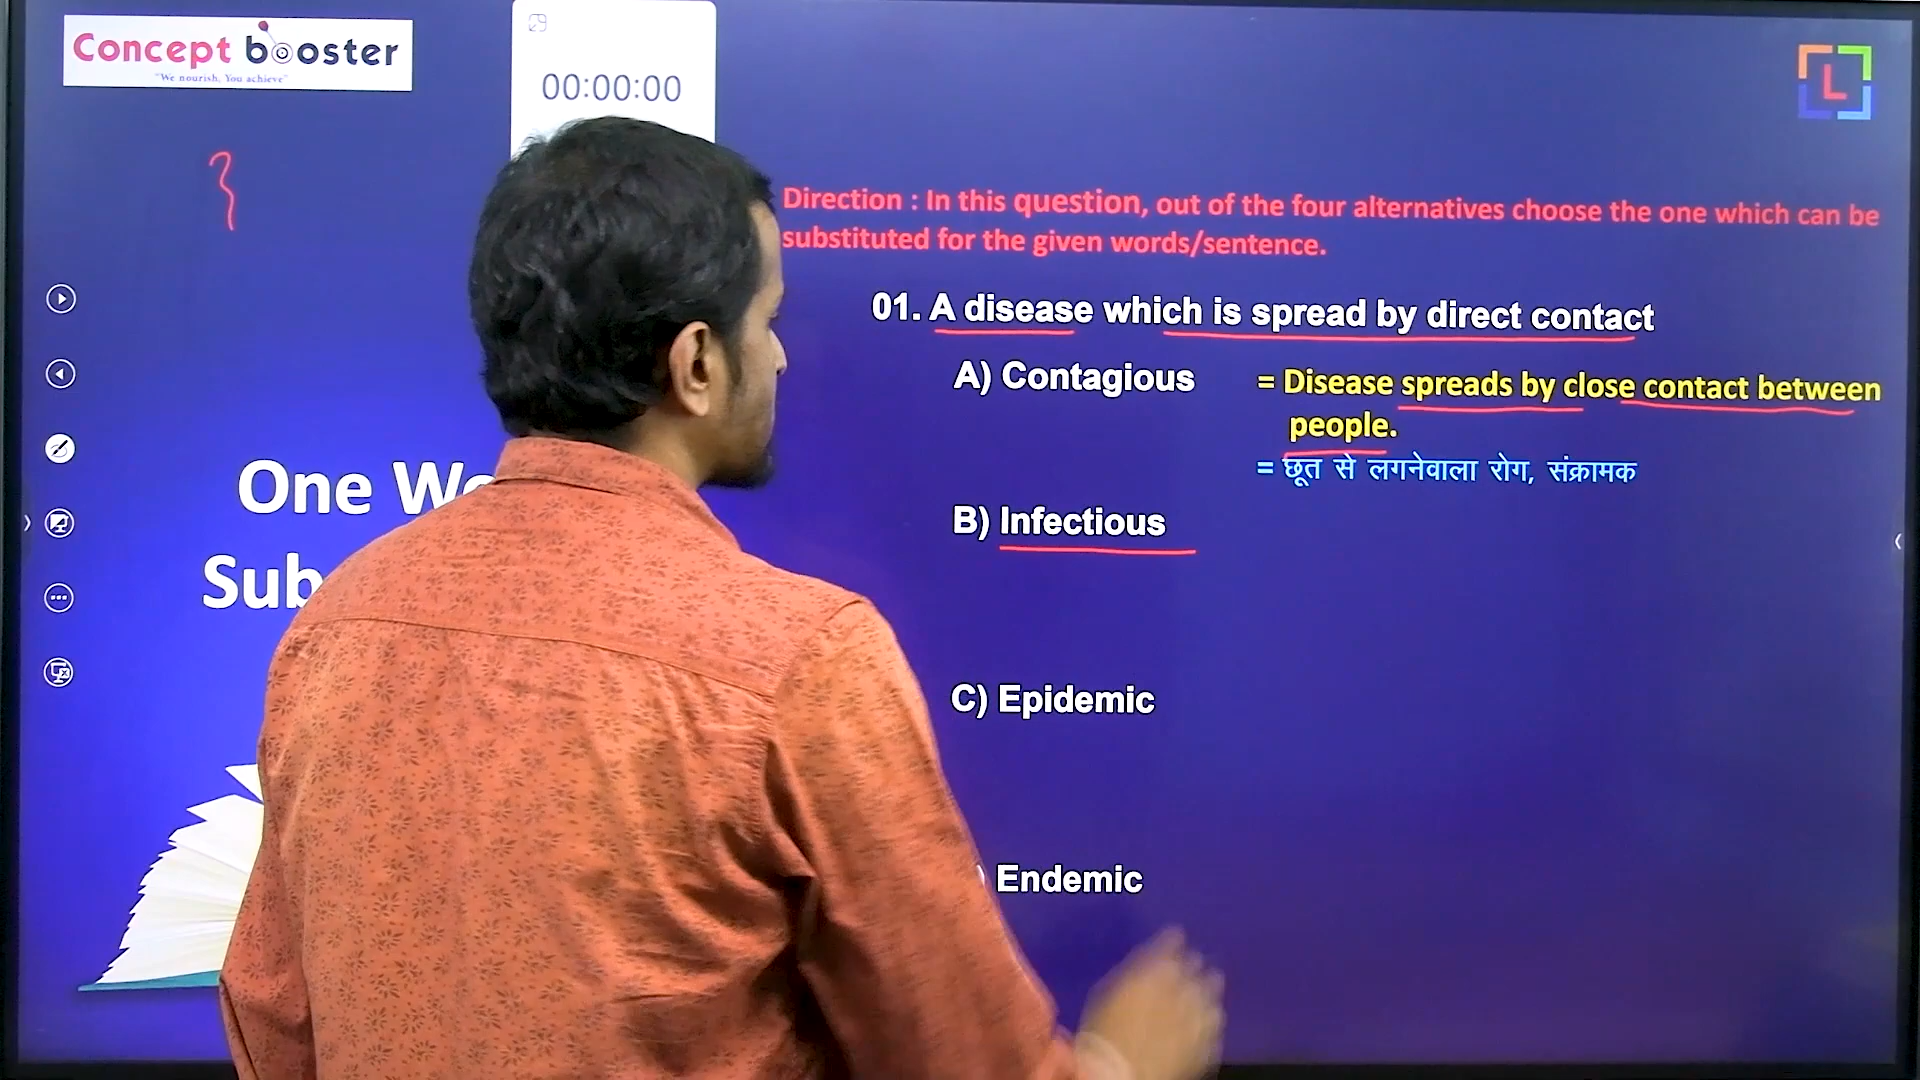 Concept booster
"We nourish, You achieve"
00:00:00
L
One
Sub
Direction : In this question, out of the four alternatives choose the one which can be
substituted for the given words/sentence.
01. A disease which is spread by direct contact
A) Contagious
= Disease spreads by close contact between
people.
= छूत से लगनेवाला रोग, संक्रामक
B) Infectious
C) Epidemic
Endemic